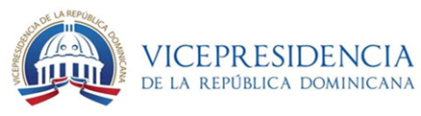 VICEPRESIDENCIA DE LA REPÚBLICA DOMINICANA
VICEPRESIDENCIA
DE LA REPÚBLICA DOMINICANA